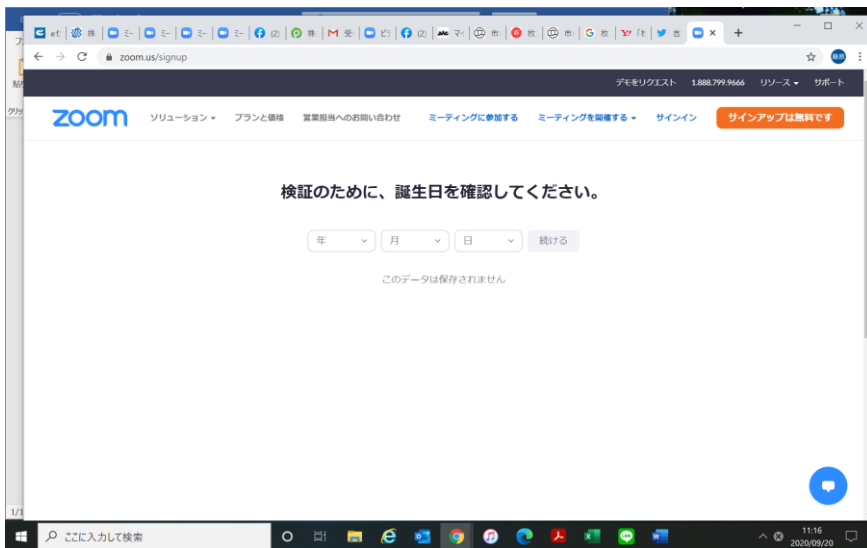 zoom.us/signup
デモをリクエスト 1.888.799.9666 リソース サポート
zoom ソリューション プランと価格 営業担当へのお問い合わせ ミーティングに参加する ミーティングを開催する サインイン サインアップは無料です
検証のために、誕生日を確認してください。
年 月 日 続ける
このデータは保存されません
1/1
ここに入力して検索
11:16
2020/09/20